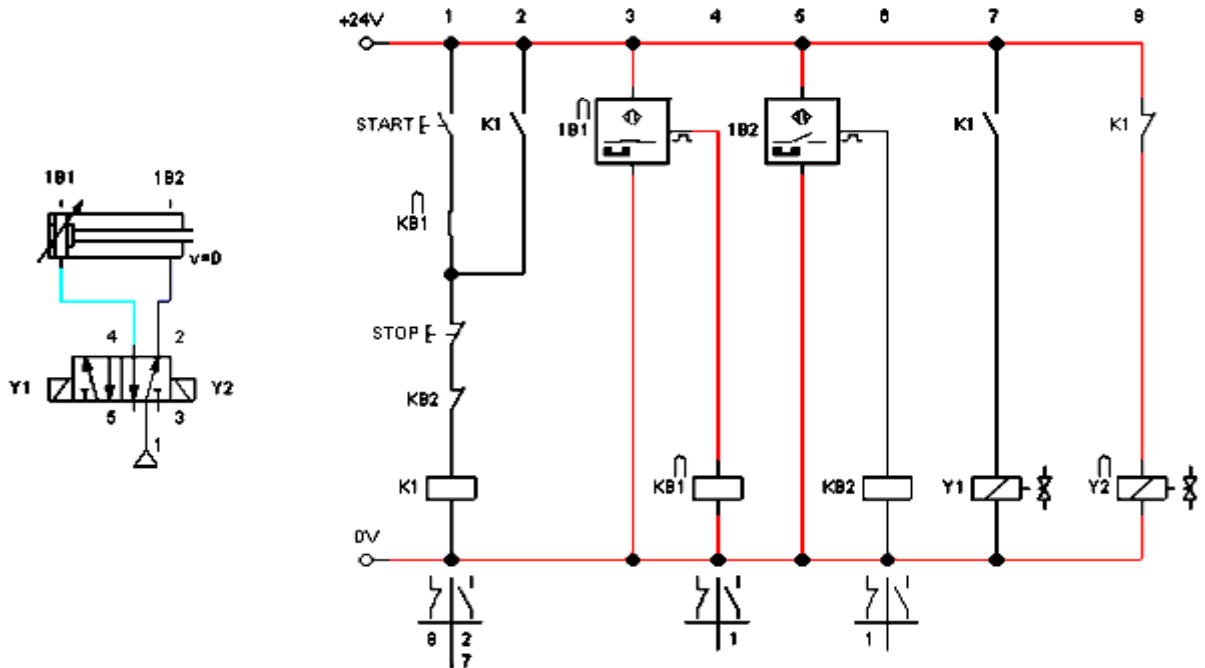 1 2 3 4 5 6 7 8
+24V
START K1 1B1 1B2 K1 K1
1B1 1B2
KB1
v=0
STOP
4 2
Y1 Y2
5 3
1
KB2
K1 KB1 KB2 Y1 Y2
0V
8 2 1 1
7